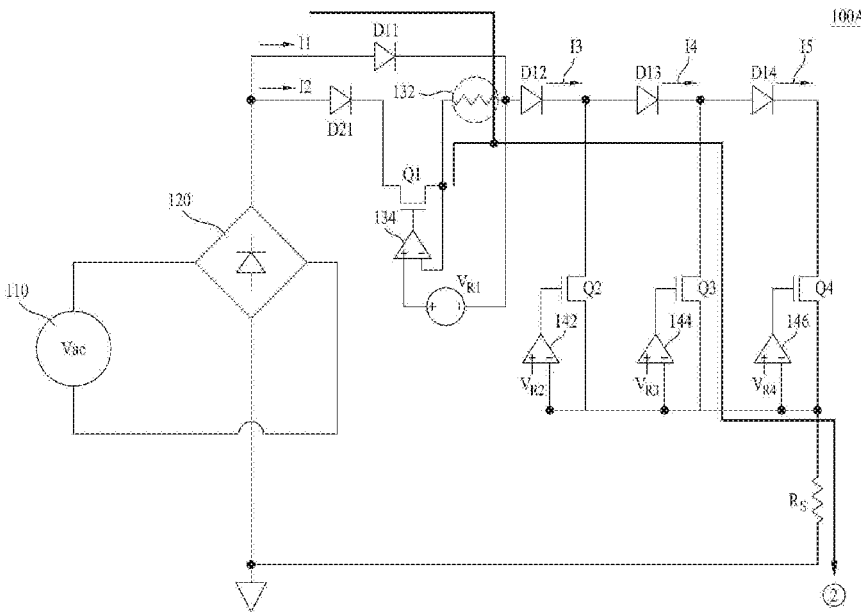 100A
I1
D11
I3
I4
I5
I2
132
D12
D13
D14
D21
Q1
120
134
V_R1
110
Q2
Q3
Q4
Vac
142
144
146
V_R2
V_R3
V_R4
R_S
2